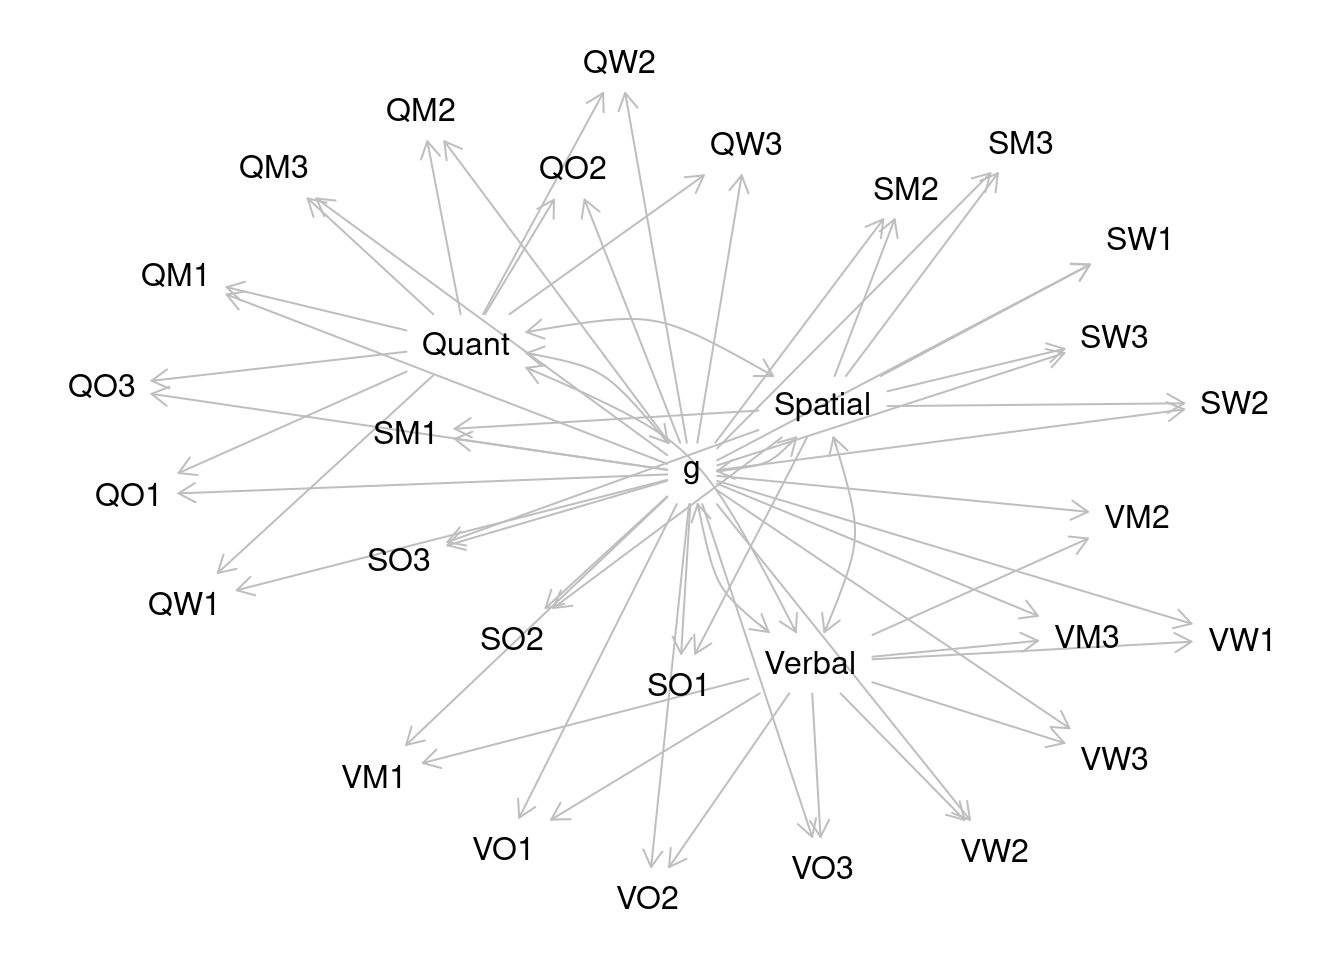 QW2
QM2
QW3
SM3
QM3
QO2
SM2
SW1
QM1
SW3
Quant
QO3
Spatial
SW2
SM1
g
QO1
VM2
SO3
QW1
SO2
VM3
VW1
Verbal
SO1
VW3
VM1
VO1
VW2
VO3
VO2